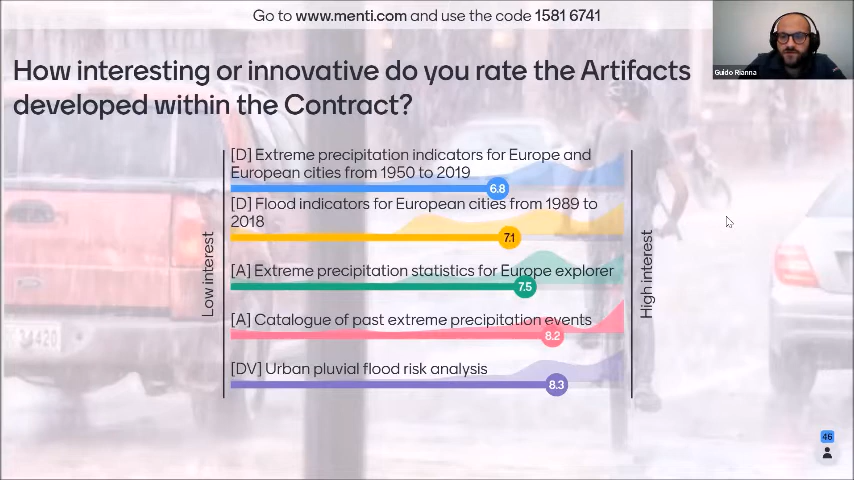 Go to www.menti.com and use the code 1581 6741
Guido Rianna
How interesting or innovative do you rate the Artifacts
developed within the Contract?
[D] Extreme precipitation indicators for Europe and
European cities from 1950 to 2019
6.8
[D] Flood indicators for European cities from 1989 to
2018
7.1
[A] Extreme precipitation statistics for Europe explorer
7.5
[A] Catalogue of past extreme precipitation events
8.2
[DV] Urban pluvial flood risk analysis
8.3
Low interest
High interest
34420
46